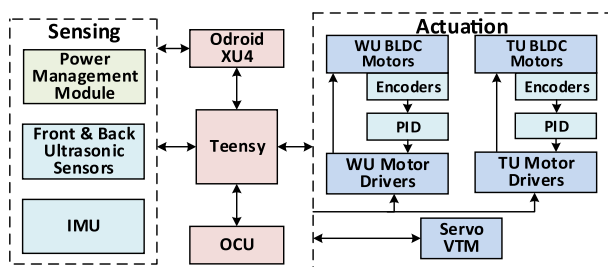 Sensing
Power
Management
Module
Front & Back
Ultrasonic
Sensors
IMU
Odroid
XU4
Teensy
OCU
Actuation
WU BLDC
Motors
Encoders
PID
WU Motor
Drivers
TU BLDC
Motors
Encoders
PID
TU Motor
Drivers
Servo
VTM